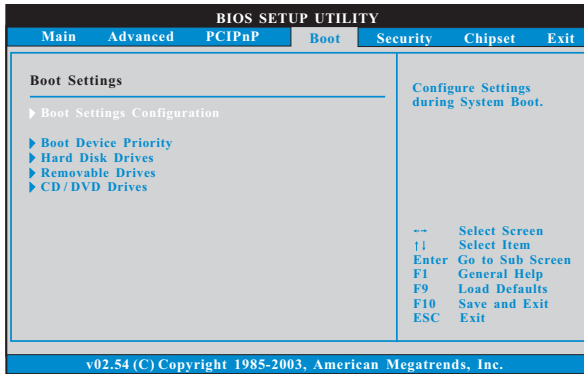 BIOS SETUP UTILITY
Main Advanced PCIPnP Boot Security Chipset Exit
Boot Settings
Boot Settings Configuration
Boot Device Priority
Hard Disk Drives
Removable Drives
CD/DVD Drives
Configure Settings
during System Boot.
←→ Select Screen
↑↓ Select Item
Enter Go to Sub Screen
F1 General Help
F9 Load Defaults
F10 Save and Exit
ESC Exit
v02.54 (C) Copyright 1985-2003, American Megatrends, Inc.